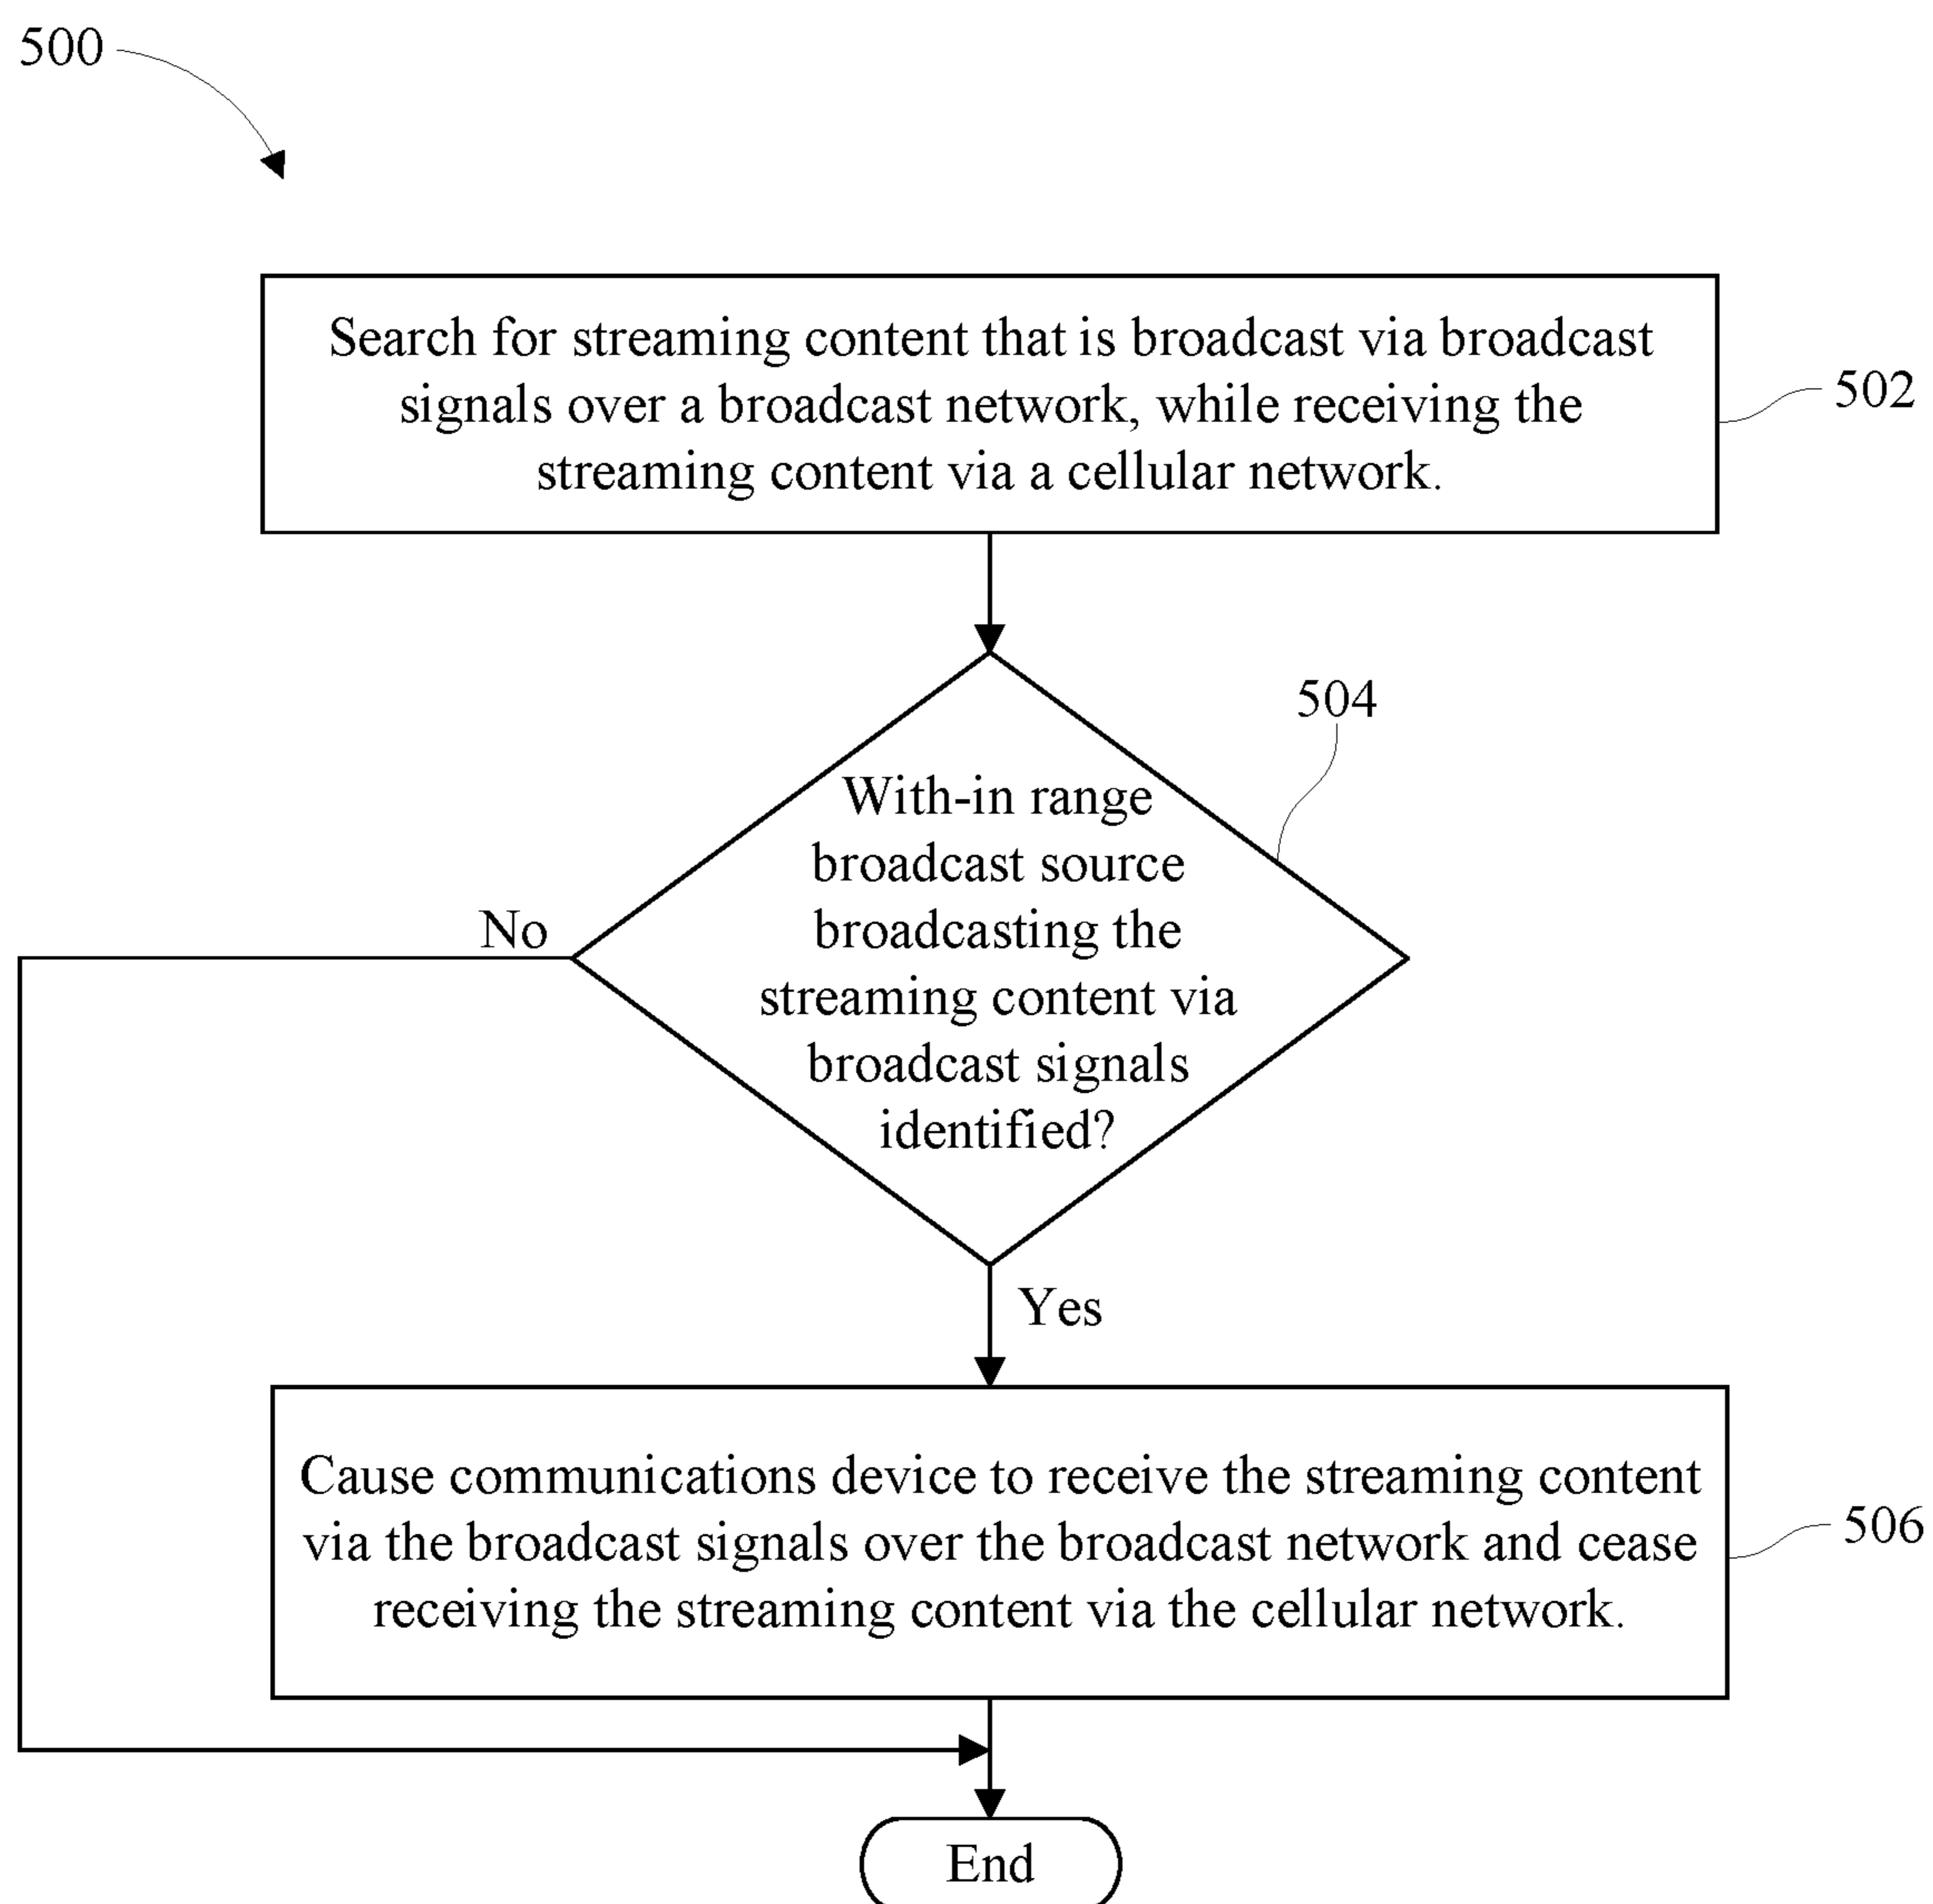 500
Search for streaming content that is broadcast via broadcast
signals over a broadcast network, while receiving the
streaming content via a cellular network.
502
504
With-in range
broadcast source
broadcasting the
streaming content via
broadcast signals
identified?
No
Yes
Cause communications device to receive the streaming content
via the broadcast signals over the broadcast network and cease
receiving the streaming content via the cellular network.
506
End